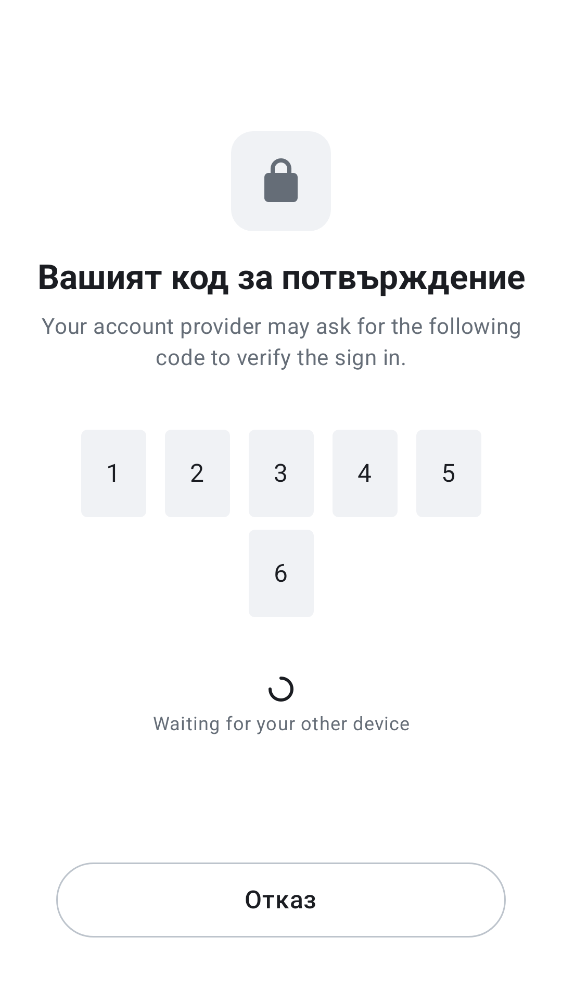 Вашият код за потвърждение
Your account provider may ask for the following
code to verify the sign in.
1 2 3 4 5
6
Waiting for your other device
Отказ